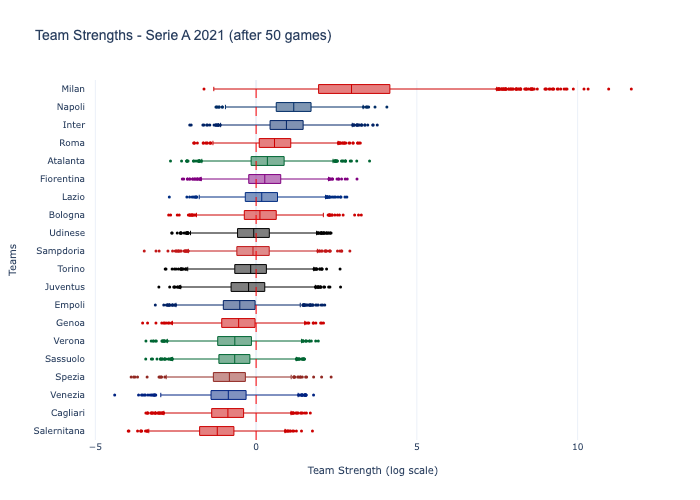 Team Strengths - Serie A 2021 (after 50 games)
Milan
Napoli
Inter
Roma
Atalanta
Fiorentina
Lazio
Bologna
Udinese
Sampdoria
Torino
Juventus
Empoli
Genoa
Verona
Sassuolo
Spezia
Venezia
Cagliari
Salernitana
Teams
−5
0
5
10
Team Strength (log scale)